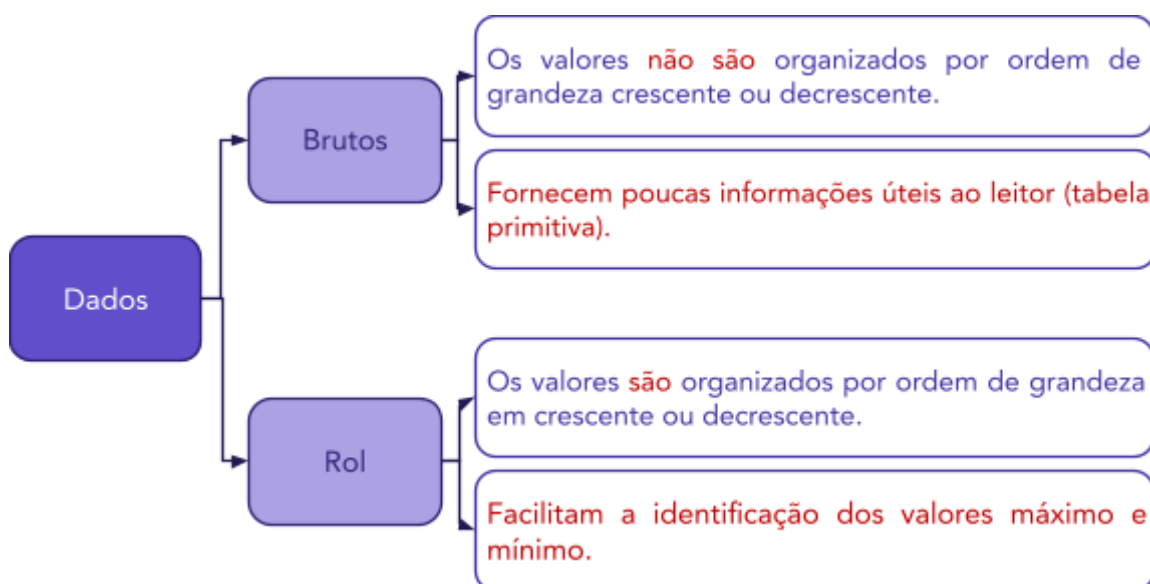 Os valores não são organizados por ordem de
grandeza crescente ou decrescente.
Brutos
Fornecem poucas informações úteis ao leitor (tabela
primitiva).
Dados
Os valores são organizados por ordem de grandeza
em crescente ou decrescente.
Rol
Facilitam a identificação dos valores máximo e
mínimo.